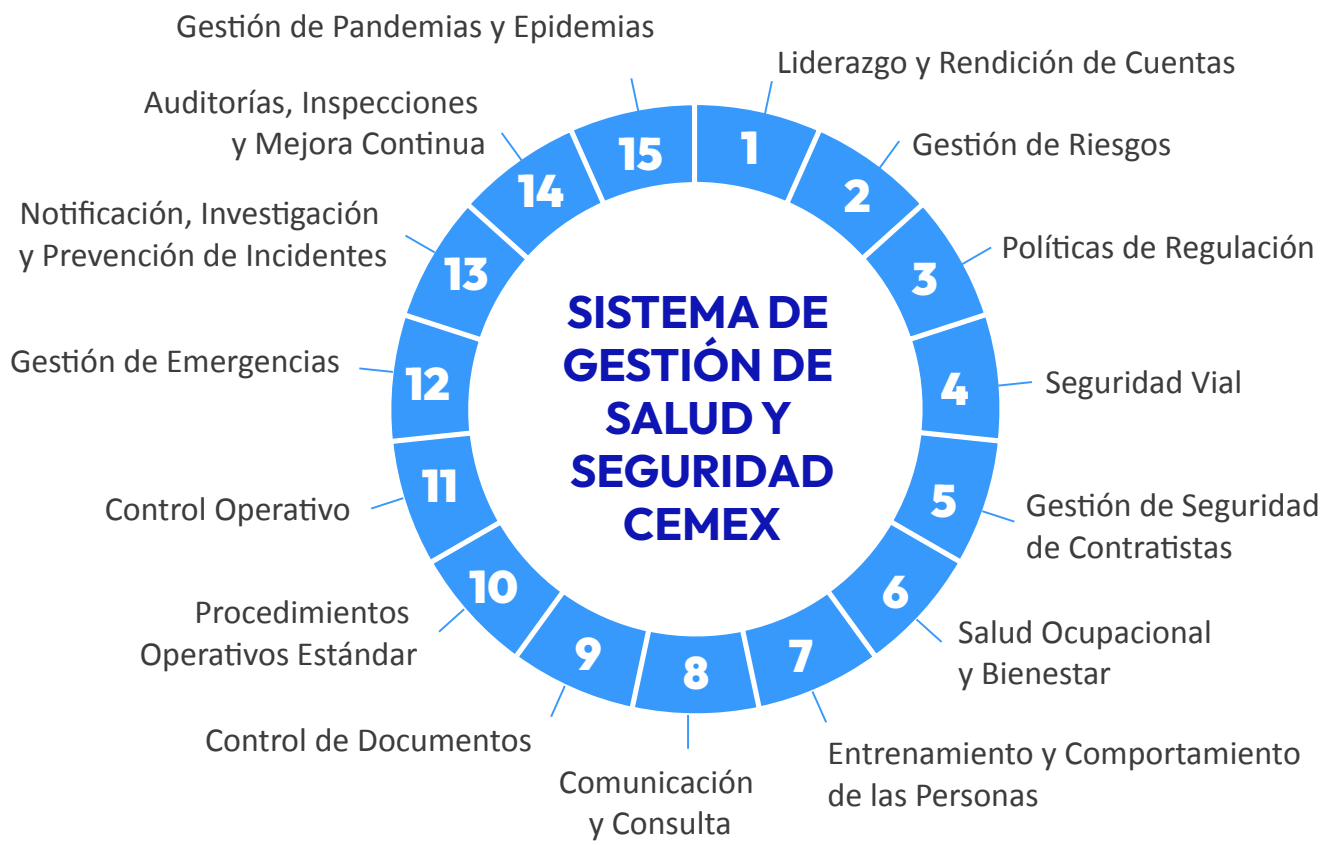 SISTEMA DE
GESTIÓN DE
SALUD Y
SEGURIDAD
CEMEX
1
Liderazgo y Rendición de Cuentas
2
Gestión de Riesgos
3
Políticas de Regulación
4
Seguridad Vial
5
Gestión de Seguridad
de Contratistas
6
Salud Ocupacional
y Bienestar
7
Entrenamiento y Comportamiento
de las Personas
8
Comunicación
y Consulta
9
Control de Documentos
10
Procedimientos
Operativos Estándar
11
Control Operativo
12
Gestión de Emergencias
13
Notificación, Investigación
y Prevención de Incidentes
14
Auditorías, Inspecciones
y Mejora Continua
15
Gestión de Pandemias y Epidemias